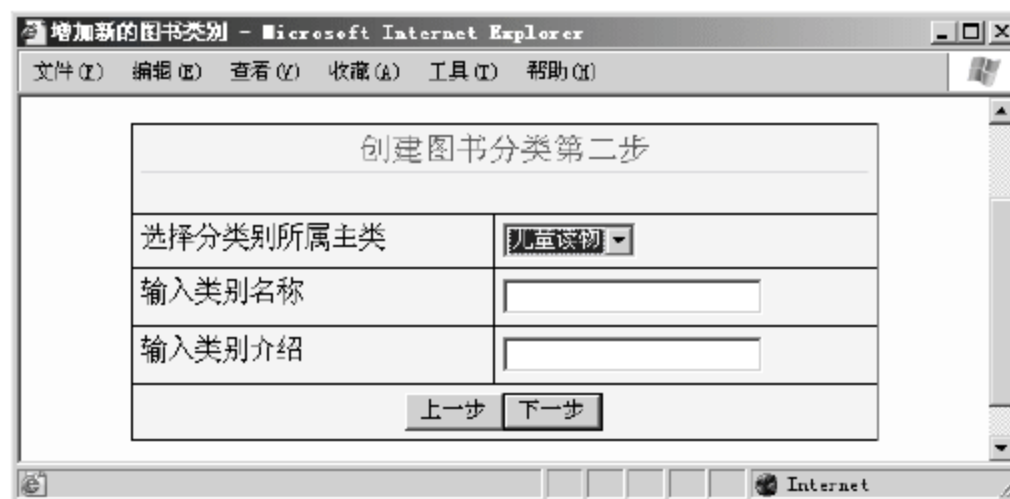 增加新的图书类别 - Microsoft Internet Explorer
文件(F) 编辑(E) 查看(V) 收藏(A) 工具(T) 帮助(H)
创建图书分类第二步
选择分类别所属主类 儿童读物
输入类别名称
输入类别介绍
上一步 下一步
Internet